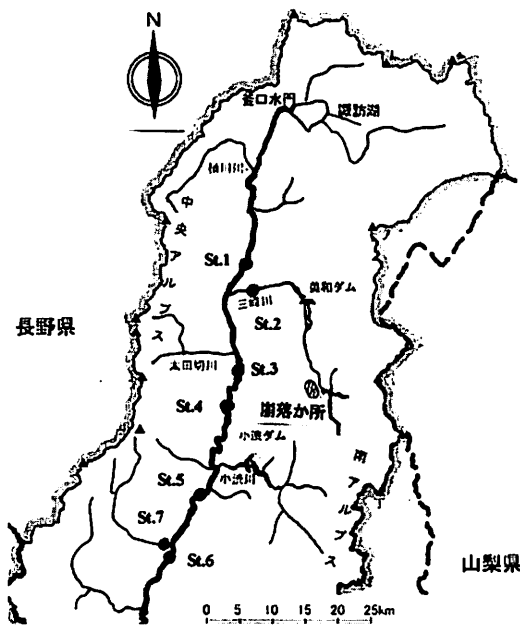 N
釜口水門
諏訪湖
中央アルプス
St.1
美和ダム
三峰川
St.2
長野県
太田切川
St.3
St.4
崩落か所
小渋ダム
南アルプス
St.5
小渋川
St.7
St.6
山梨県
0 5 10 15 20 25km